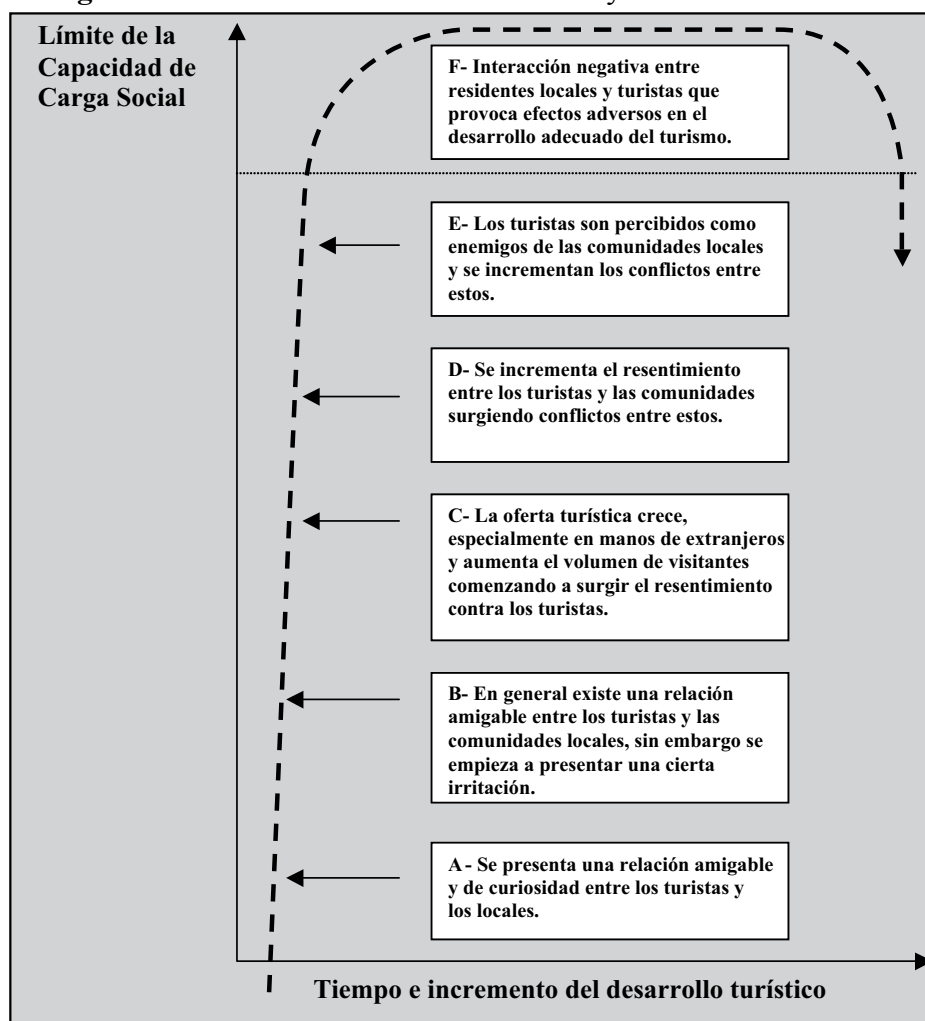 Límite de la
Capacidad de
Carga Social
F- Interacción negativa entre
residentes locales y turistas que
provoca efectos adversos en el
desarrollo adecuado del turismo.
E- Los turistas son percibidos como
enemigos de las comunidades locales
y se incrementan los conflictos entre
estos.
D- Se incrementa el resentimiento
entre los turistas y las comunidades
surgiendo conflictos entre estos.
C- La oferta turística crece,
especialmente en manos de extranjeros
y aumenta el volumen de visitantes
comenzando a surgir el resentimiento
contra los turistas.
B- En general existe una relación
amigable entre los turistas y las
comunidades locales, sin embargo se
empieza a presentar una cierta
irritación.
A - Se presenta una relación amigable
y de curiosidad entre los turistas y
los locales.
Tiempo e incremento del desarrollo turístico